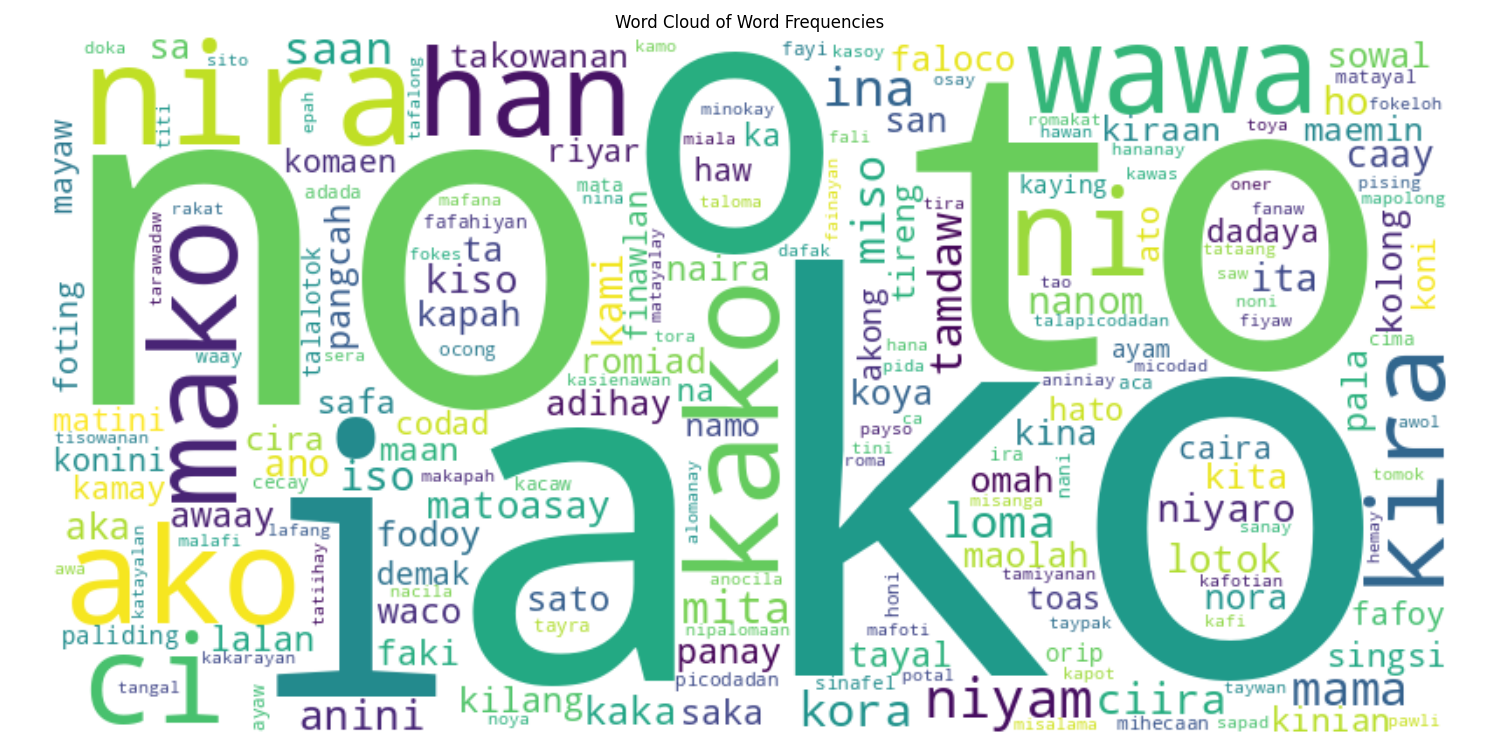 Word Cloud of Word Frequencies
doka sa sito saan takowanan kamo fayi kasoy faloco osay wawa sowal matayal
nira han o ina san ho fokeloh
titi epah tafalong minokay miala ka haw taloma fali romakat hawan kiraan toya maemin
mayaw komaen riyar hananay caay
no to
adada mata nina fainayan miso kaying kawas oner pising mapolong
rakat mafana fafahiyan ta fokes kiso kapah ocong
tarawadaw mako talalotok pangcah kami finawlan matayalay naira dafak tireng tira tamdaw nio ato fanaw dadaya tataang saw ita noni fiyaw kolong koni
foting waay sera tora kakako akong tao nanom talapicodadan cima
romiad kasienawan hana pida ayam micodad pala kira
matini tisowanan safa codad adihay na namo koya ca payso aniniay aca hato awol
konini cira ano maan iso makapah tini roma kina caira kita
kamay cecay kacaw ira nani omah misanga niyaro sanay tomok
i a ko
aka awaay lafang matoasay alomanay loma hemay
malafi katayalan tatiihay fodoy maolah lotok
awa ako demak nacila anocila tamiyanan kafotian nora
waco sato tayra mita honi toas kafi fafoy
paliding lalan faki nipalomaan mafoti taypak
ci kakarayan panay tayal orip singsi
tangal picodadan sinafel potal kapot
ayaw anini kilang noya kaka saka kora niyam ciira taywan mama
misalama mihecaan sapad kinian pawli